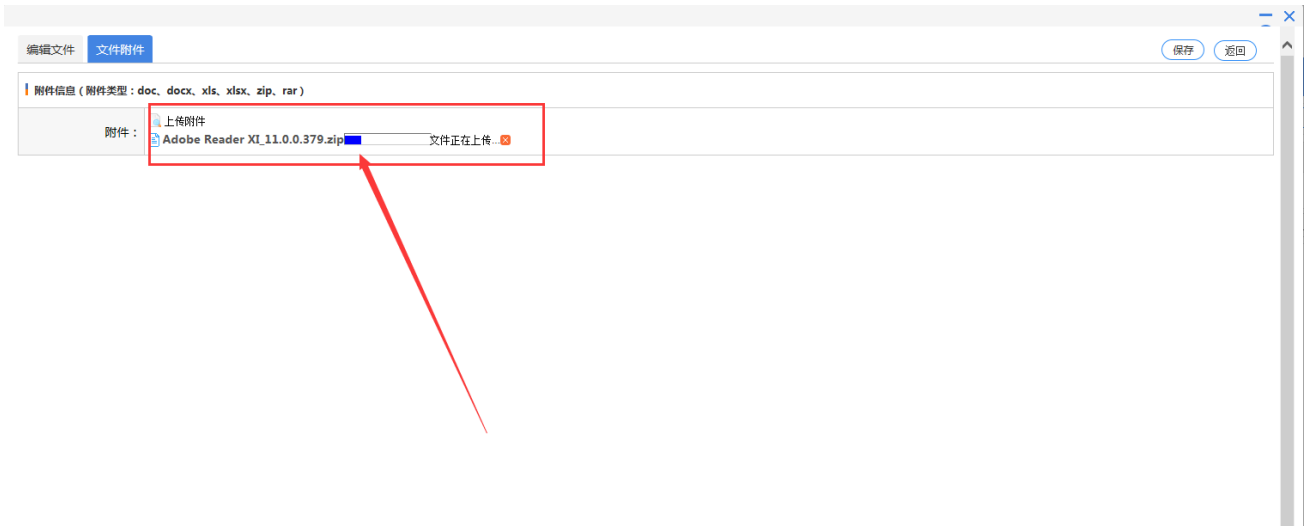 编辑文件 文件附件 保存 返回
附件信息 ( 附件类型：doc、docx、xls、xlsx、zip、rar )
上传附件
附件：
Adobe Reader XI_11.0.0.379.zip 文件正在上传...